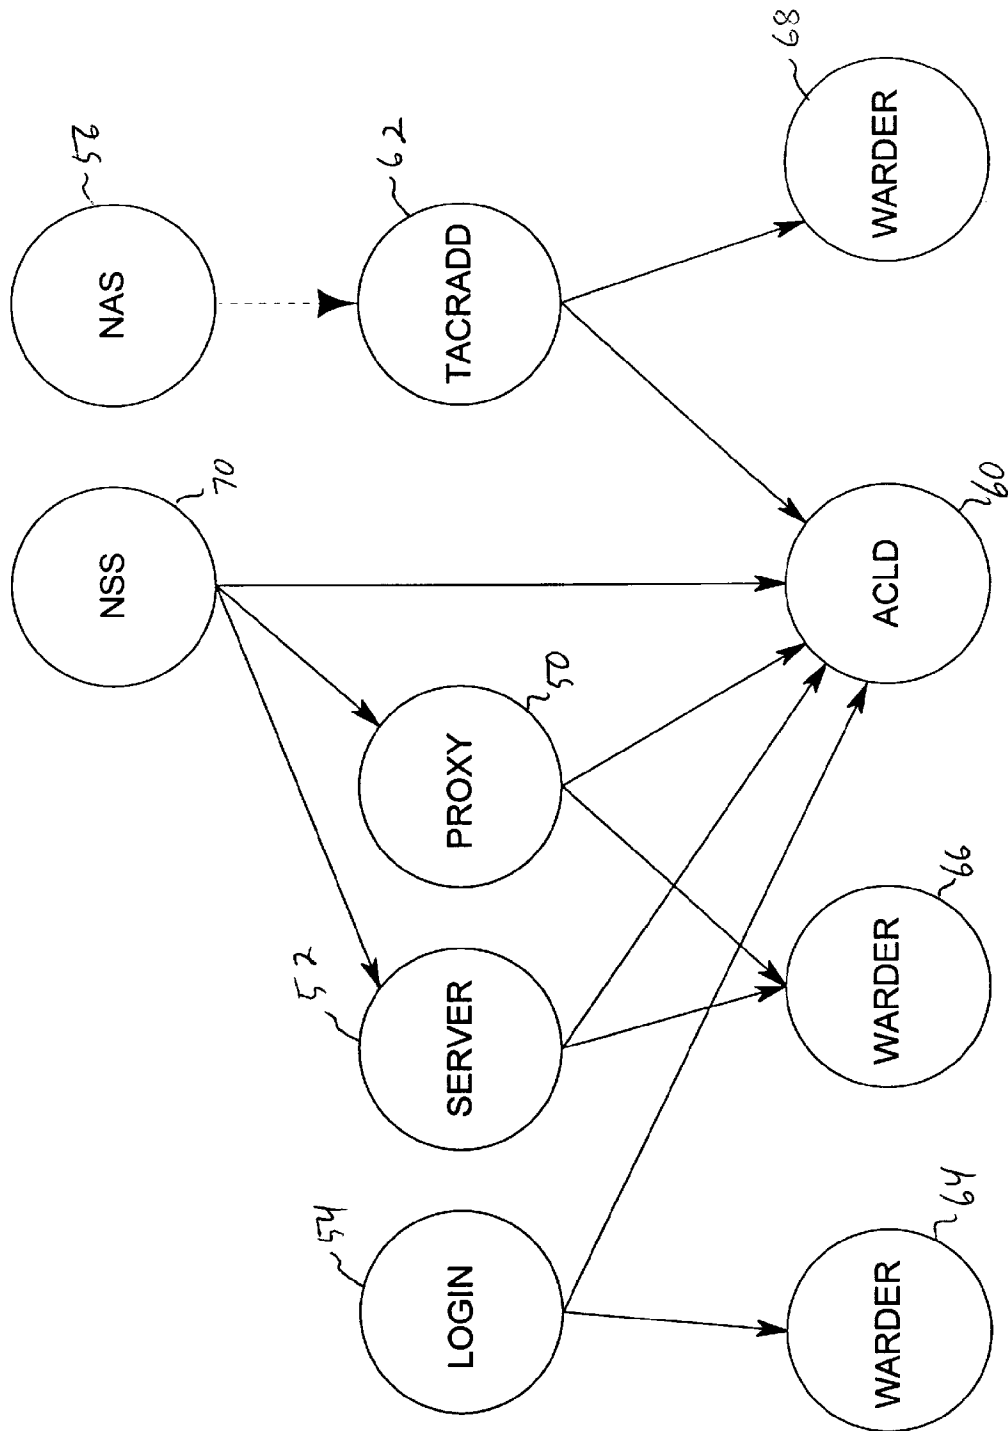 NSS
70
NAS
56
LOGIN
54
SERVER
52
PROXY
50
TACRADD
62
WARDER
64
WARDER
66
ACLD
60
WARDER
68